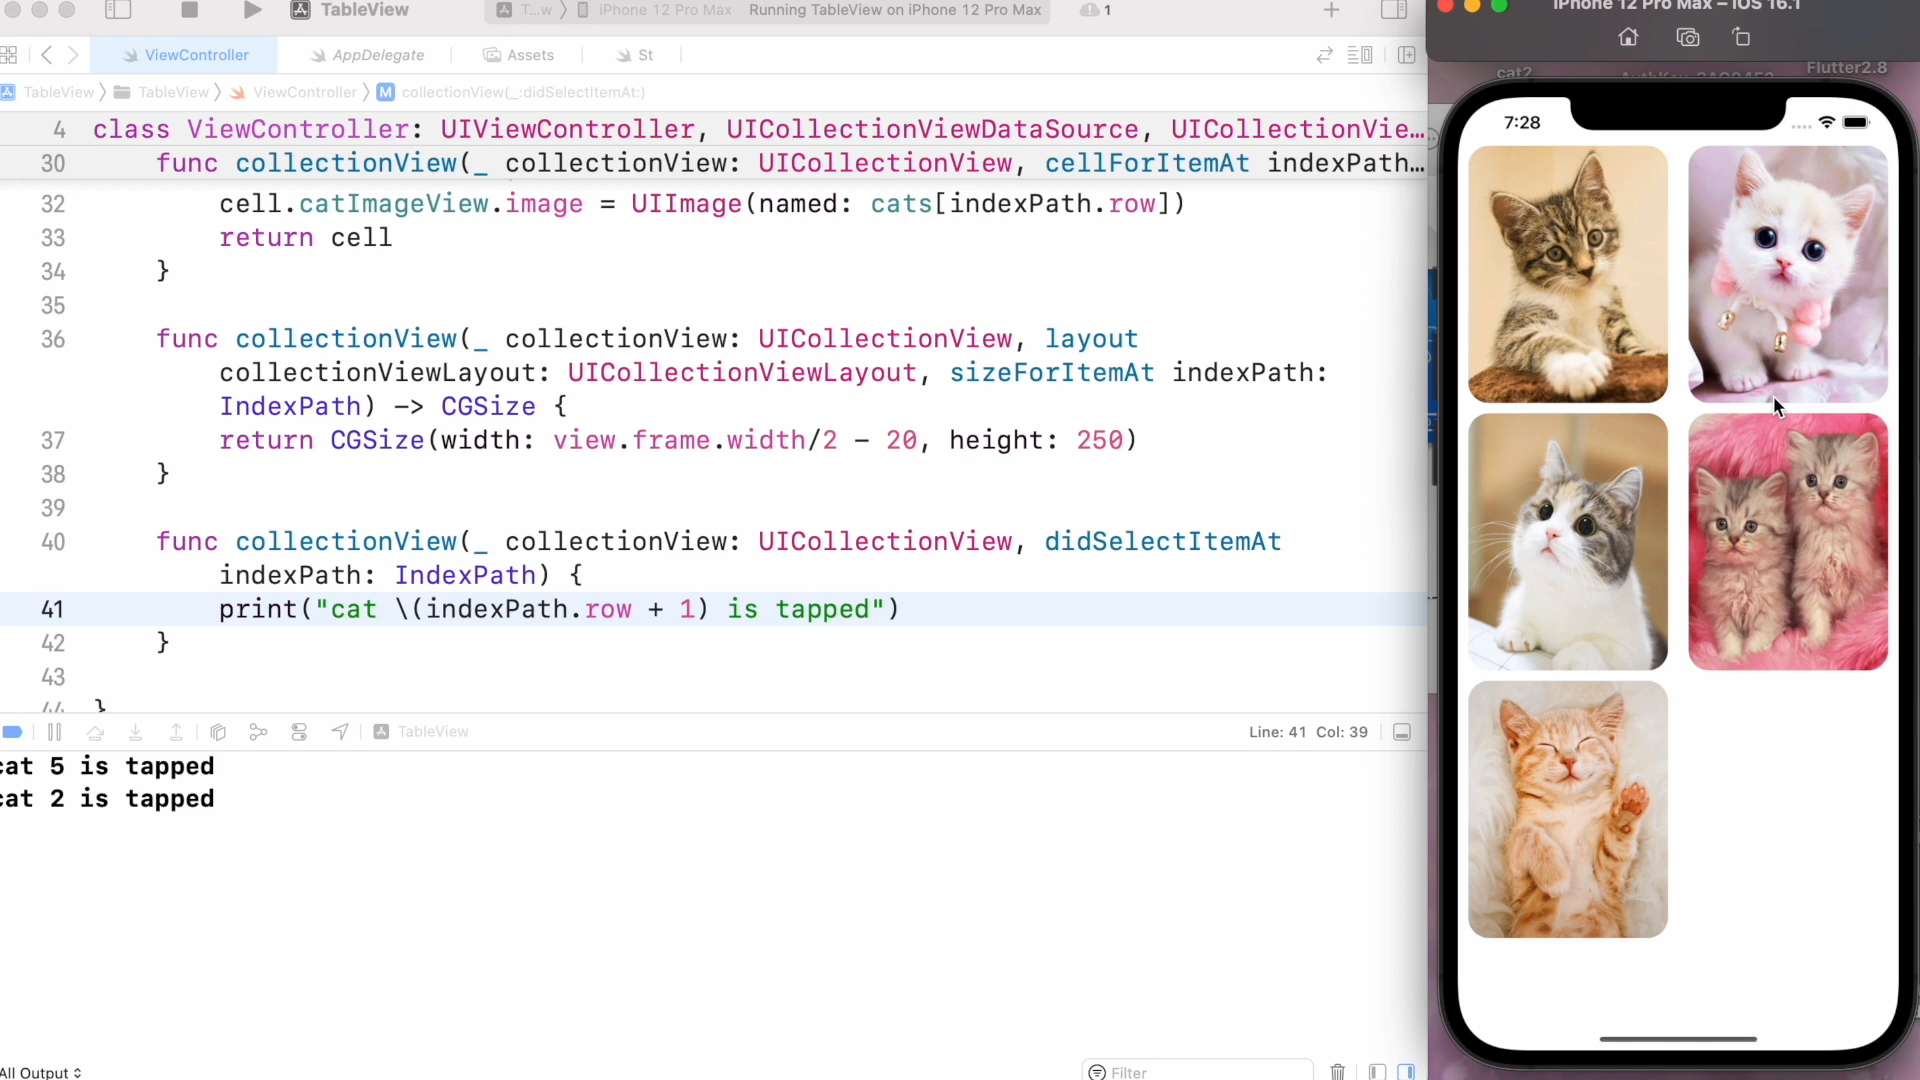 TableView
T...w
iPhone 12 Pro Max
Running TableView on iPhone 12 Pro Max
1
iPhone 12 Pro Max – iOS 16.1
ViewController
AppDelegate
Assets
St
cat2
Flutter2.8
TableView
TableView
ViewController
M
collectionView(_:didSelectItemAt:)
4 class ViewController: UIViewController, UICollectionViewDataSource, UICollectionVie…
30 func collectionView(_ collectionView: UICollectionView, cellForItemAt indexPath…
32 cell.catImageView.image = UIImage(named: cats[indexPath.row])
33 return cell
34 }
35
36 func collectionView(_ collectionView: UICollectionView, layout
collectionViewLayout: UICollectionViewLayout, sizeForItemAt indexPath:
IndexPath) -> CGSize {
37 return CGSize(width: view.frame.width/2 - 20, height: 250)
38 }
39
40 func collectionView(_ collectionView: UICollectionView, didSelectItemAt
indexPath: IndexPath) {
41 print("cat \(indexPath.row + 1) is tapped")
42 }
43
44 }
TableView
Line: 41 Col: 39
cat 5 is tapped
cat 2 is tapped
All Output
Filter
7:28